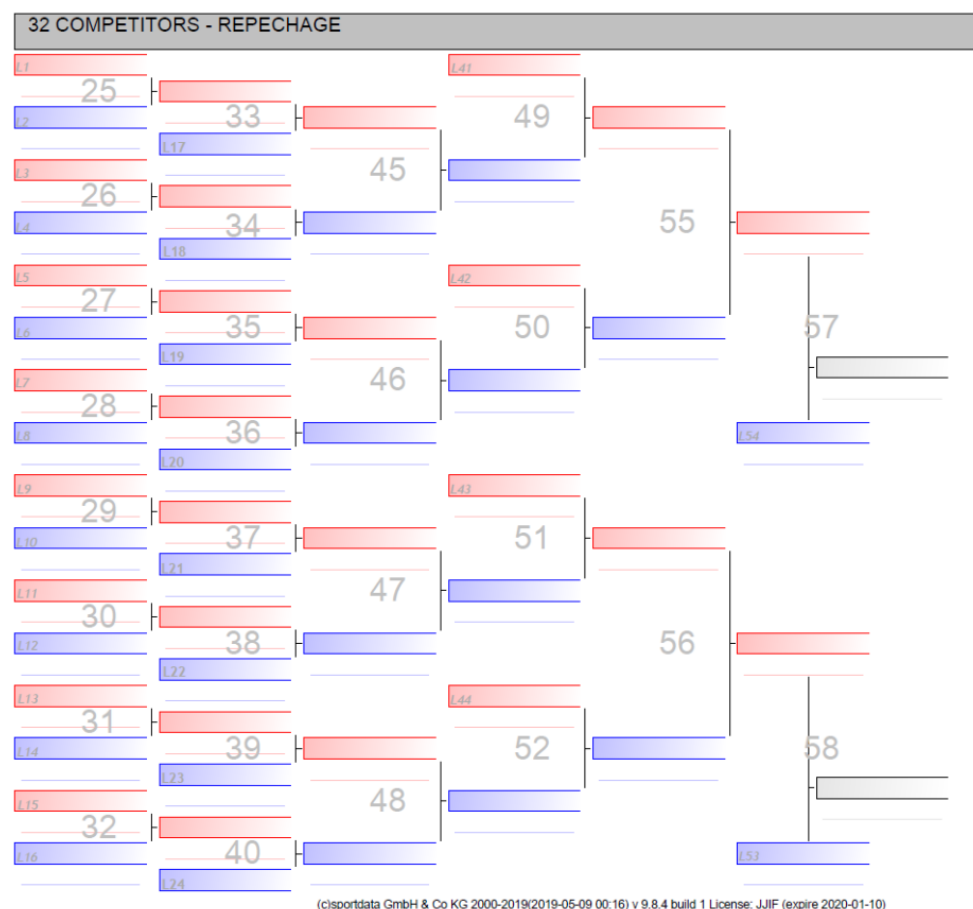 32 COMPETITORS - REPECHAGE
L1
L41
25
33
49
L2
L17
L3
45
26
34
55
L4
L18
L5
L42
27
35
50
57
L6
L19
L7
46
28
36
L8
L54
L20
L9
L43
29
37
51
L10
L21
L11
47
30
38
56
L12
L22
L13
L44
31
39
52
58
L14
L23
L15
48
32
40
L16
L53
L24
(c)sportdata GmbH & Co KG 2000-2019(2019-05-09 00:16) v 9.8.4 build 1 License: JJIF (expire 2020-01-10)